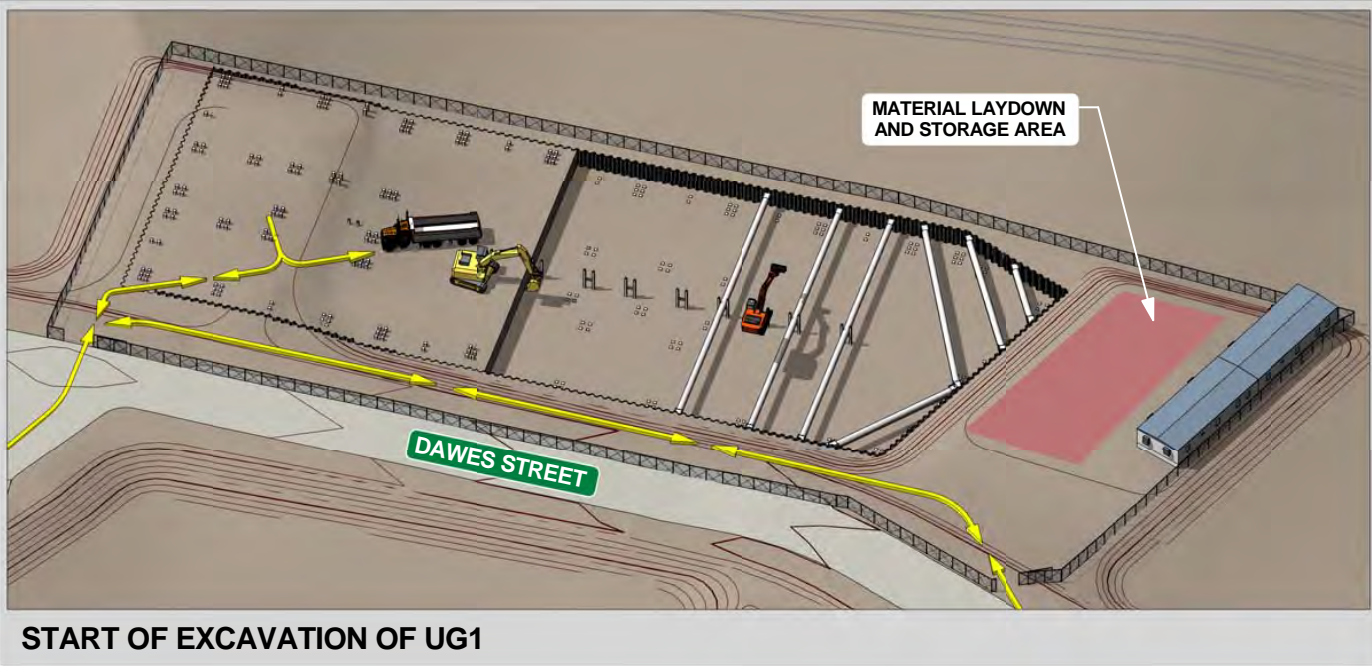 MATERIAL LAYDOWN
AND STORAGE AREA
DAWES STREET
START OF EXCAVATION OF UG1